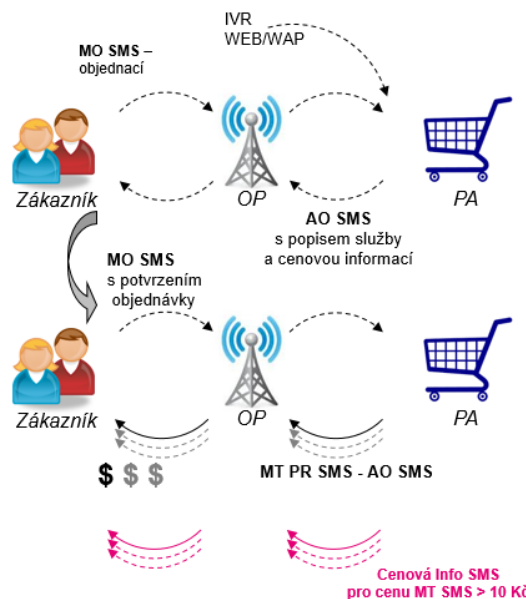 IVR
WEB/WAP
MO SMS –
objednací
Zákazník
OP
PA
AO SMS
s popisem služby
a cenovou informací
MO SMS
s potvrzením
objednávky
Zákazník
OP
PA
$ $ $
MT PR SMS - AO SMS
Cenová Info SMS
pro cenu MT SMS > 10 Kč